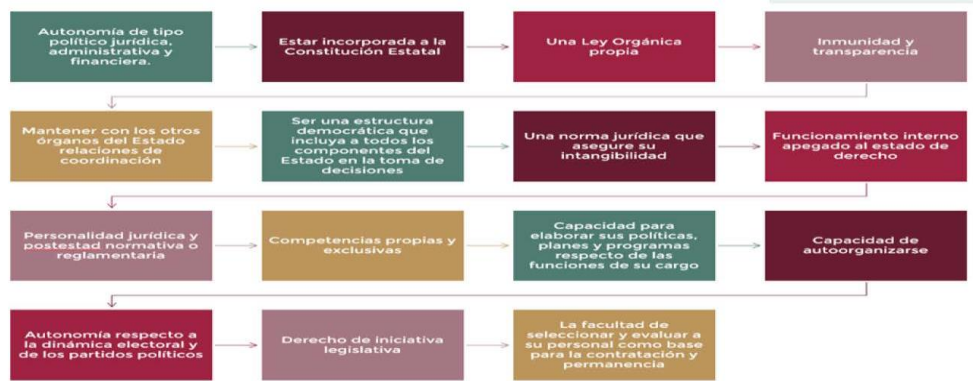 Autonomía de tipo
político jurídica,
administrativa y
financiera.
Estar incorporada a la
Constitución Estatal
Una Ley Orgánica
propia
Inmunidad y
transparencia
Mantener con los otros
órganos del Estado
relaciones de
coordinación
Ser una estructura
democrática que
incluya a todos los
componentes del
Estado en la toma de
decisiones
Una norma jurídica que
asegure su
intangibilidad
Funcionamiento interno
apegado al estado de
derecho
Personalidad jurídica y
postestad normativa o
reglamentaria
Competencias propias y
exclusivas
Capacidad para
elaborar sus políticas,
planes y programas
respecto de las
funciones de su cargo
Capacidad de
autoorganizarse
Autonomía respecto a
la dinámica electoral y
de los partidos políticos
Derecho de iniciativa
legislativa
La facultad de
seleccionar y evaluar a
su personal como base
para la contratación y
permanencia